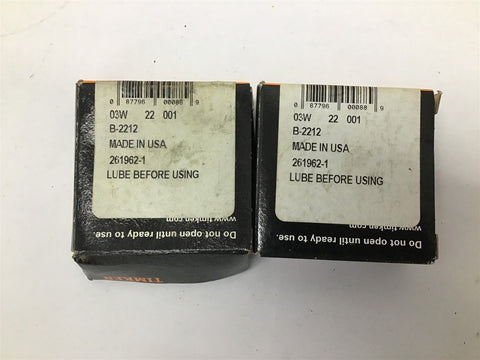 0 87796 00088 9
03W 22 001
B-2212
MADE IN USA
261962-1
LUBE BEFORE USING
www.timken.com
Do not open until ready to use.
TIMKEN
0 87796 00088 9
03W 22 001
B-2212
MADE IN USA
261962-1
LUBE BEFORE USING
www.timken.com
Do not open until ready to use.